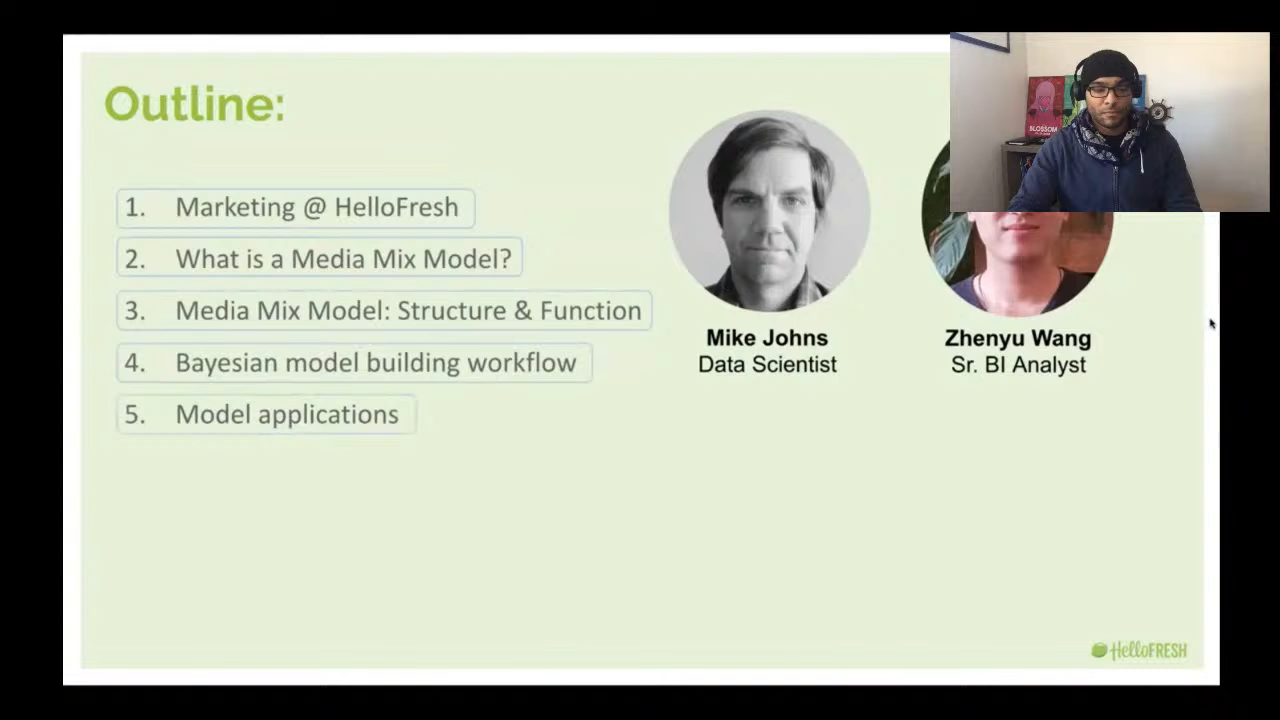 Outline:
1. Marketing @ HelloFresh
2. What is a Media Mix Model?
3. Media Mix Model: Structure & Function
4. Bayesian model building workflow
5. Model applications
Mike Johns
Data Scientist
Zhenyu Wang
Sr. BI Analyst
HelloFRESH
BLOSSOM